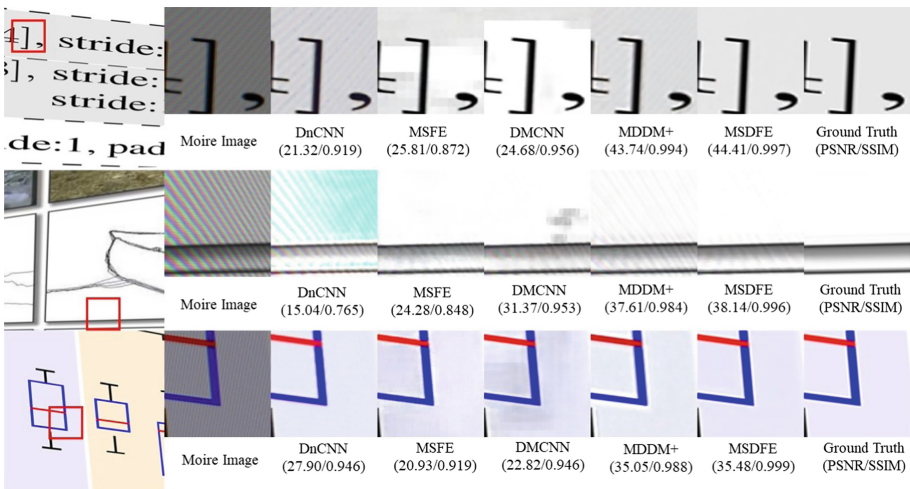 4], stride:
3], stride:
stride:
de:1, pad
Moire Image
DnCNN
(21.32/0.919)
MSFE
(25.81/0.872)
DMCNN
(24.68/0.956)
MDDM+
(43.74/0.994)
MSDFE
(44.41/0.997)
Ground Truth
(PSNR/SSIM)
Moire Image
DnCNN
(15.04/0.765)
MSFE
(24.28/0.848)
DMCNN
(31.37/0.953)
MDDM+
(37.61/0.984)
MSDFE
(38.14/0.996)
Ground Truth
(PSNR/SSIM)
Moire Image
DnCNN
(27.90/0.946)
MSFE
(20.93/0.919)
DMCNN
(22.82/0.946)
MDDM+
(35.05/0.988)
MSDFE
(35.48/0.999)
Ground Truth
(PSNR/SSIM)